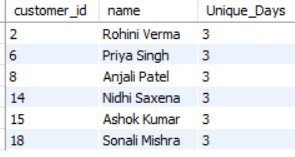 customer_id name Unique_Days
2 Rohini Verma 3
6 Priya Singh 3
8 Anjali Patel 3
14 Nidhi Saxena 3
15 Ashok Kumar 3
18 Sonali Mishra 3